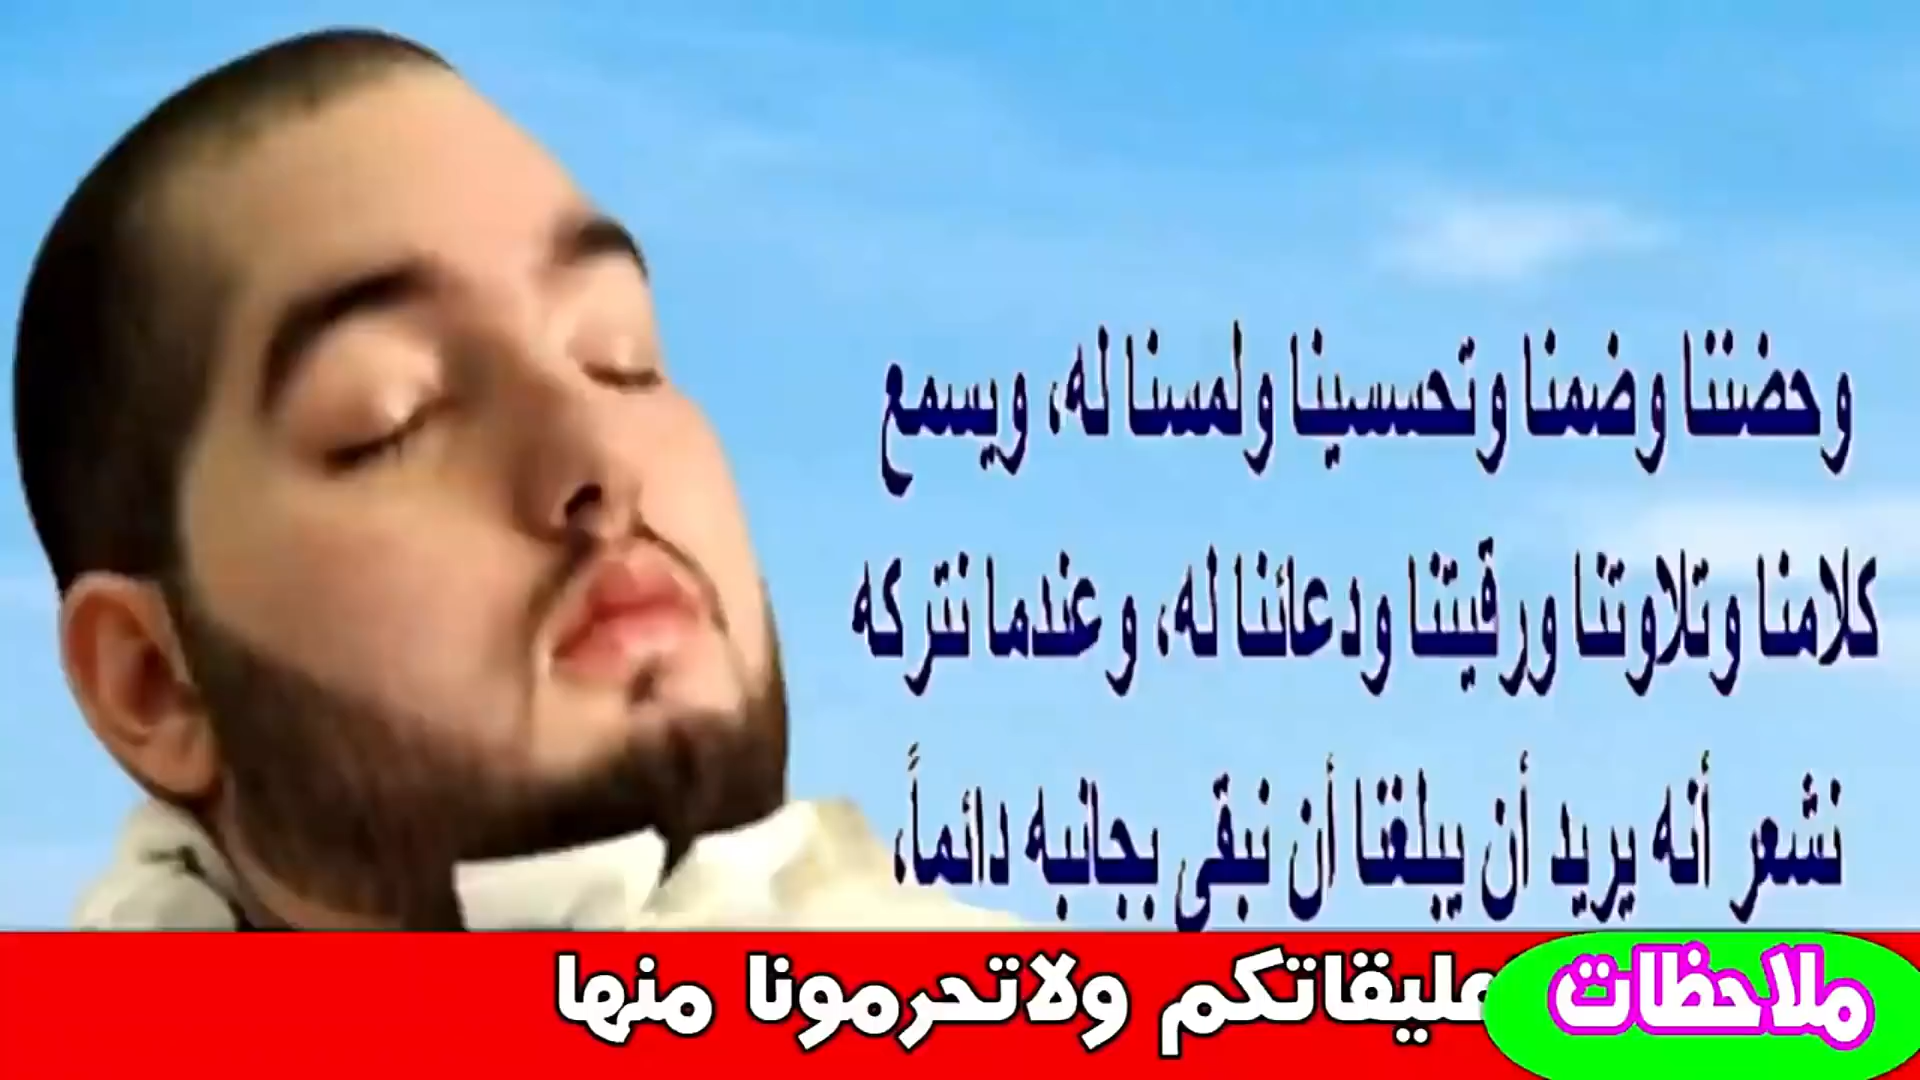 وحضننا وضمنا وتحسسينا ولمسنا له، ويسمع
كلامنا وتلاوتنا ورقيتنا ودعائنا له، وعندما نتركه
نشعر أنه يريد أن يبلغنا أن نبقى بجانبه دائماً،
ملاحظات
عليقاتكم ولاتحرمونا منها